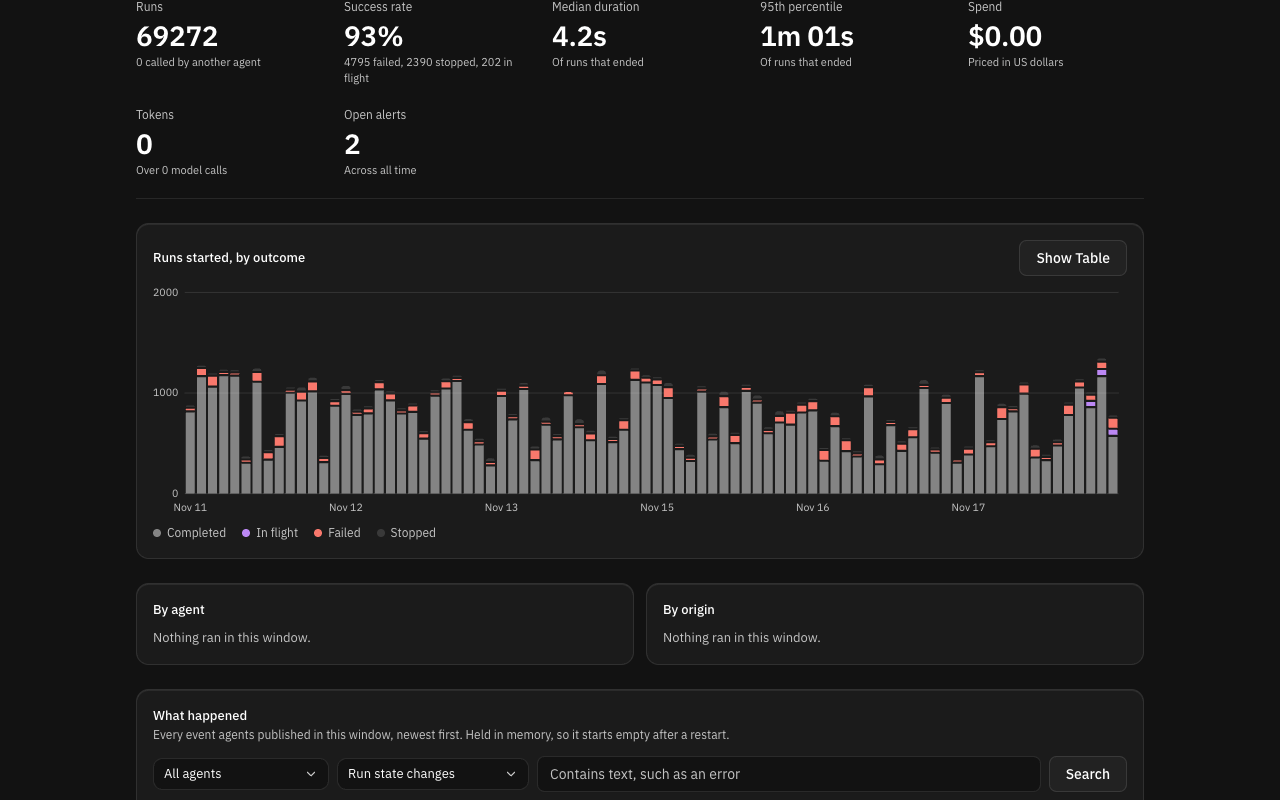 Runs
69272
0 called by another agent
Success rate
93%
4795 failed, 2390 stopped, 202 in
flight
Median duration
4.2s
Of runs that ended
95th percentile
1m 01s
Of runs that ended
Spend
$0.00
Priced in US dollars
Tokens
0
Over 0 model calls
Open alerts
2
Across all time
Runs started, by outcome
Show Table
2000
1000
0
Nov 11
Nov 12
Nov 13
Nov 15
Nov 16
Nov 17
Completed
In flight
Failed
Stopped
By agent
Nothing ran in this window.
By origin
Nothing ran in this window.
What happened
Every event agents published in this window, newest first. Held in memory, so it starts empty after a restart.
All agents
Run state changes
Contains text, such as an error
Search